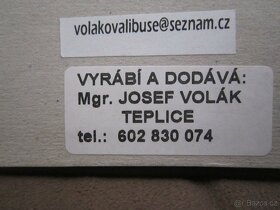 volakovalibuse@seznam.cz
VYRÁBÍ A DODÁVÁ:
Mgr. JOSEF VOLÁK
TEPLICE
tel.: 602 830 074
Bazos.cz